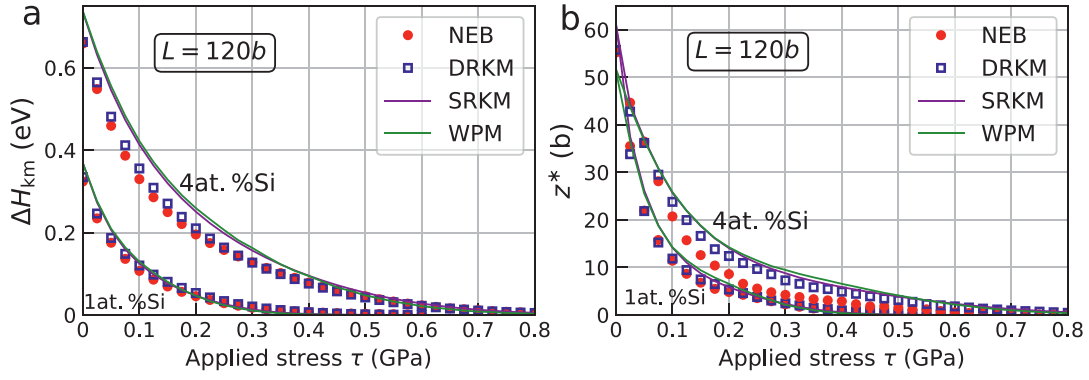 a
L = 120b
NEB
DRKM
SRKM
WPM
4at. %Si
1at. %Si
0.6
0.4
0.2
0
ΔH_km (eV)
0.0 0.1 0.2 0.3 0.4 0.5 0.6 0.7 0.8
Applied stress τ (GPa)
b
L = 120b
NEB
DRKM
SRKM
WPM
4at. %Si
1at. %Si
60
50
40
30
20
10
0
z* (b)
0.0 0.1 0.2 0.3 0.4 0.5 0.6 0.7 0.8
Applied stress τ (GPa)